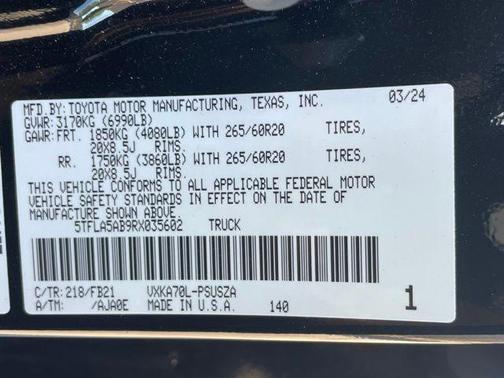 MFD.BY:TOYOTA MOTOR MANUFACTURING, TEXAS, INC. 03/24
GVWR:3170KG (6990LB)
GAWR:FRT. 1850KG (4080LB) WITH 265/60R20 TIRES,
20X8.5J RIMS.
RR. 1750KG (3860LB) WITH 265/60R20 TIRES,
20X8.5J RIMS.
THIS VEHICLE CONFORMS TO ALL APPLICABLE FEDERAL MOTOR
VEHICLE SAFETY STANDARDS IN EFFECT ON THE DATE OF
MANUFACTURE SHOWN ABOVE.
5TFLA5AB9RX035602 TRUCK
C/TR:218/FB21 VXKA70L-PSUSZA
A/TM: /AJA0E MADE IN U.S.A. 140 1